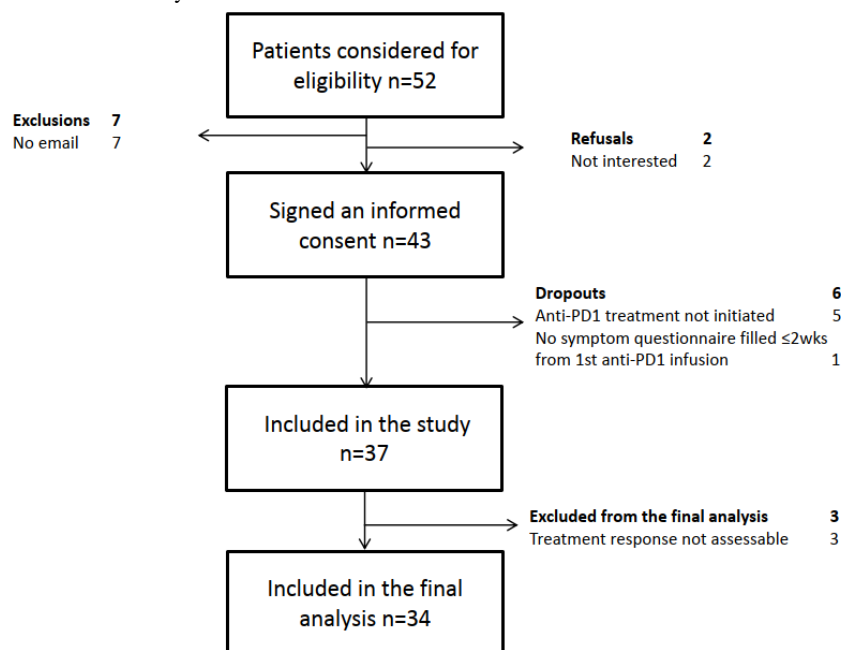 Patients considered for
eligibility n=52
Exclusions 7
No email 7
Refusals 2
Not interested 2
Signed an informed
consent n=43
Dropouts 6
Anti-PD1 treatment not initiated 5
No symptom questionnaire filled ≤2wks
from 1st anti-PD1 infusion 1
Included in the study
n=37
Excluded from the final analysis 3
Treatment response not assessable 3
Included in the final
analysis n=34